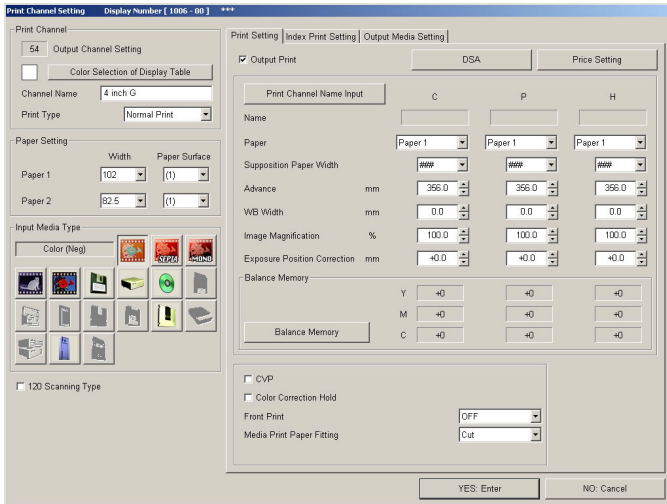 Print Channel Setting Display Number [ 1006 - 00 ] ***
Print Channel
54 Output Channel Setting
Color Selection of Display Table
Channel Name 4 inch G
Print Type Normal Print
Paper Setting
Width Paper Surface
Paper 1 102 (1)
Paper 2 82.5 (1)
Input Media Type
Color (Neg)
SEPIA MONO
120 Scanning Type
Print Setting Index Print Setting Output Media Setting
Output Print DSA Price Setting
Print Channel Name Input C P H
Name
Paper Paper 1 Paper 1 Paper 1
Supposition Paper Width ### ### ###
Advance mm 356.0 356.0 356.0
WB Width mm 0.0 0.0 0.0
Image Magnification % 100.0 100.0 100.0
Exposure Position Correction mm +0.0 +0.0 +0.0
Balance Memory
Y +0 +0 +0
M +0 +0 +0
Balance Memory C +0 +0 +0
CVP
Color Correction Hold
Front Print OFF
Media Print Paper Fitting Cut
YES: Enter NO: Cancel